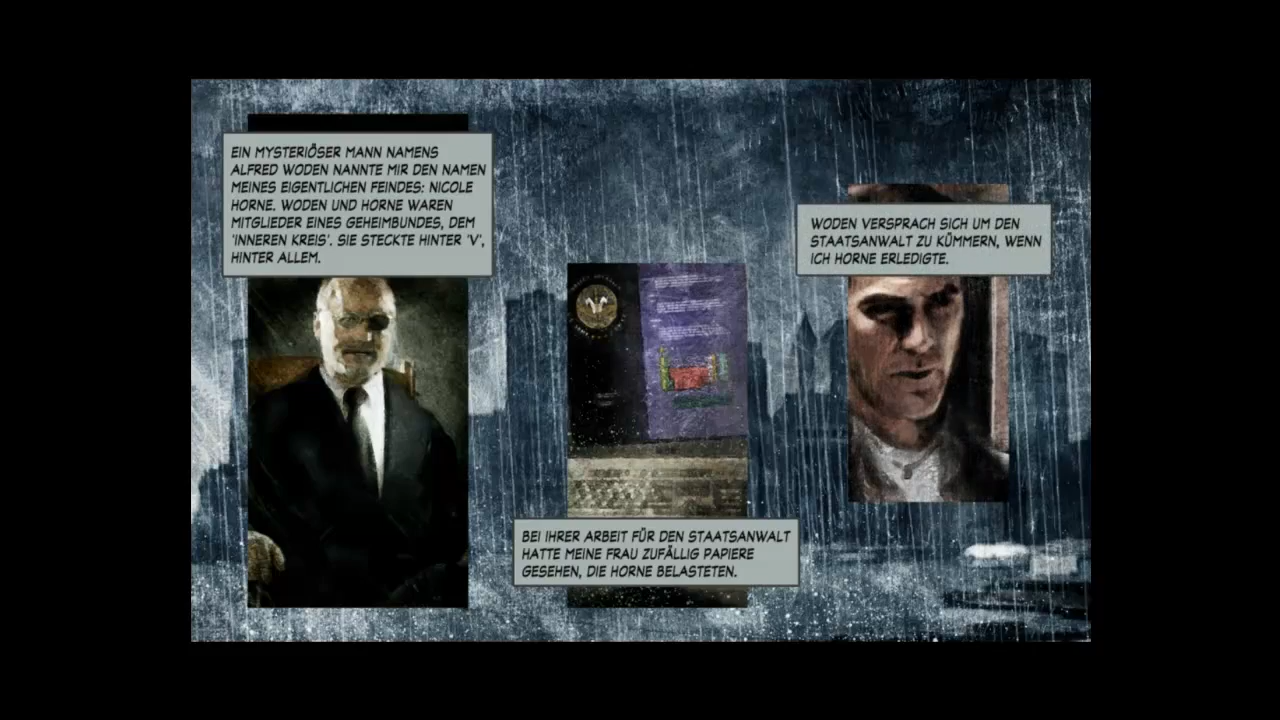 EIN MYSTERIÖSER MANN NAMENS
ALFRED WODEN NANNTE MIR DEN NAMEN
MEINES EIGENTLICHEN FEINDES: NICOLE
HORNE. WODEN UND HORNE WAREN
MITGLIEDER EINES GEHEIMBUNDES, DEM
'INNEREN KREIS'. SIE STECKTE HINTER 'V',
HINTER ALLEM.
BEI IHRER ARBEIT FÜR DEN STAATSANWALT
HATTE MEINE FRAU ZUFÄLLIG PAPIERE
GESEHEN, DIE HORNE BELASTETEN.
WODEN VERSPRACH SICH UM DEN
STAATSANWALT ZU KÜMMERN, WENN
ICH HORNE ERLEDIGTE.